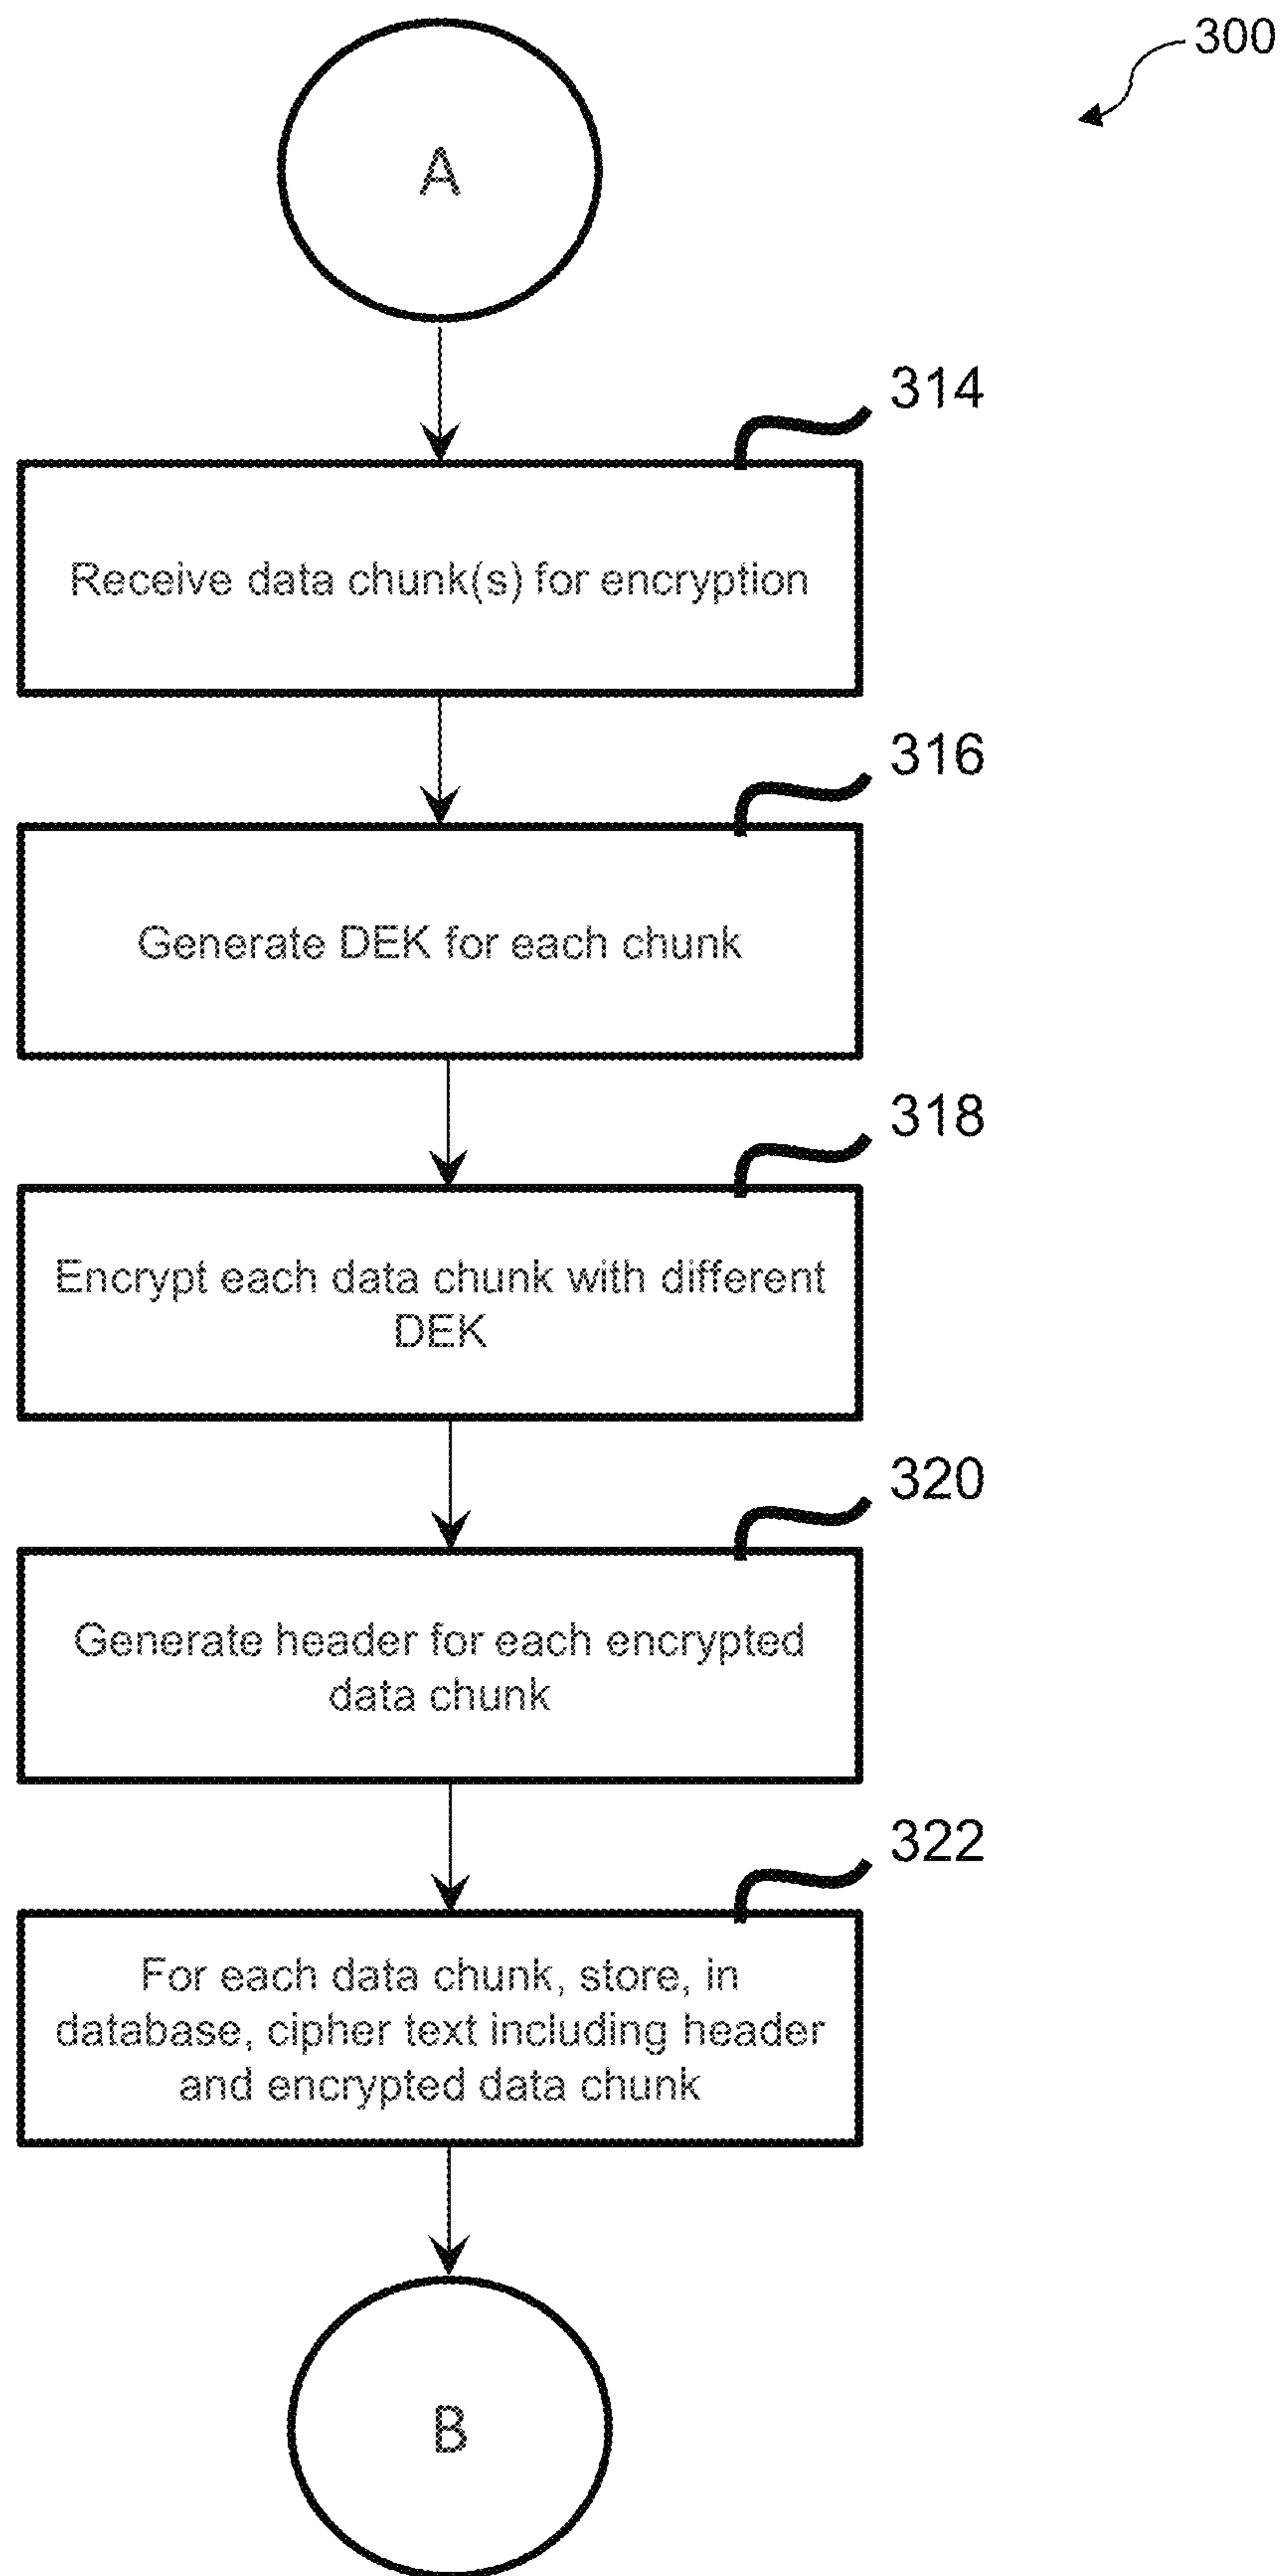 300
A
314
Receive data chunk(s) for encryption
316
Generate DEK for each chunk
318
Encrypt each data chunk with different
DEK
320
Generate header for each encrypted
data chunk
322
For each data chunk, store, in
database, cipher text including header
and encrypted data chunk
B